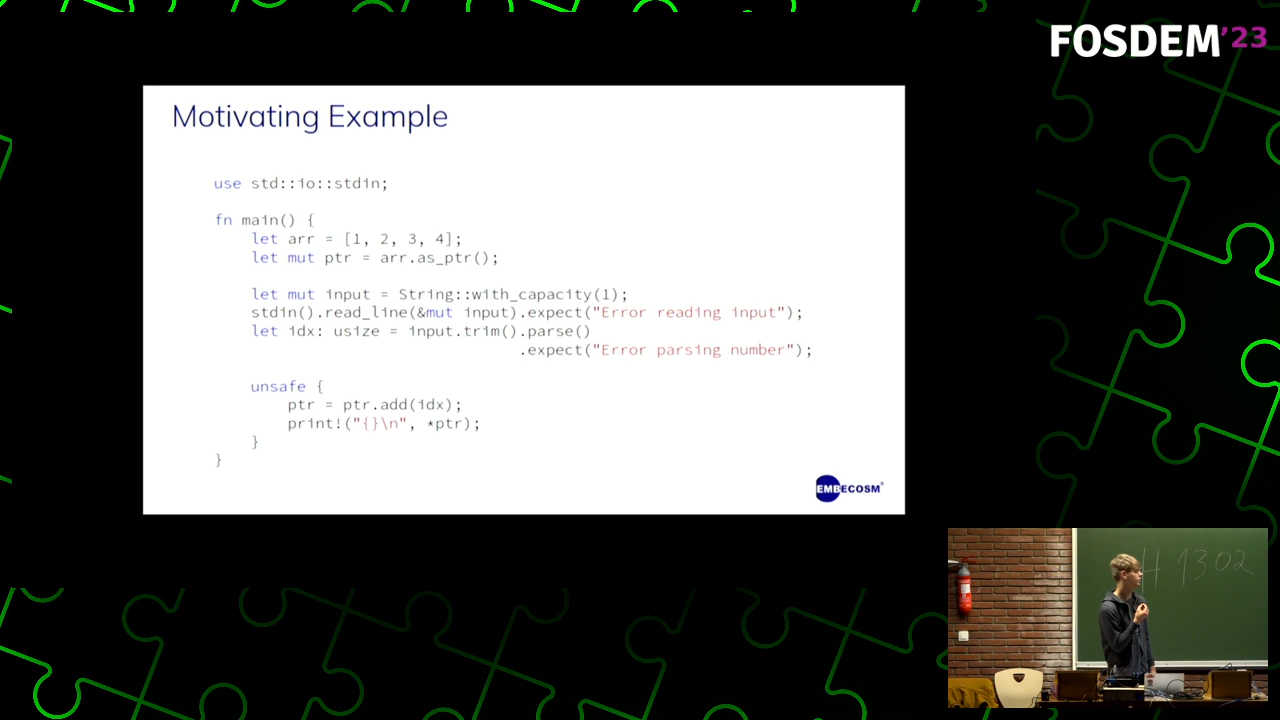 FOSDEM'23
Motivating Example
use std::io::stdin;
fn main() {
    let arr = [1, 2, 3, 4];
    let mut ptr = arr.as_ptr();
    let mut input = String::with_capacity(1);
    stdin().read_line(&mut input).expect("Error reading input");
    let idx: usize = input.trim().parse()
                                 .expect("Error parsing number");
    unsafe {
        ptr = ptr.add(idx);
        print!("{}\n", *ptr);
    }
}
EMBECOSM®
H 1302